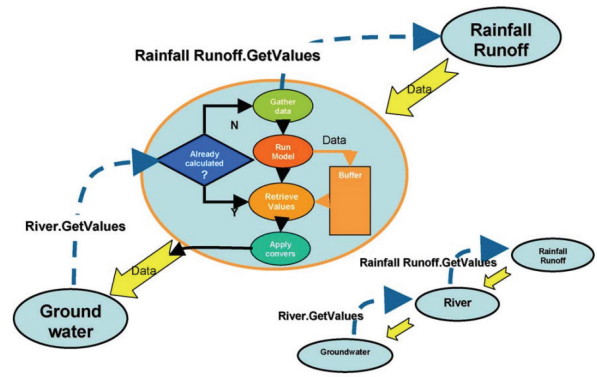 Rainfall
Runoff
Rainfall Runoff.GetValues
Data
Gather
data
N
Already
calculated
?
Run
Model
Data
Buffer
Retrieve
Values
Y
Apply
convers
River.GetValues
Data
Ground
water
Rainfall
Runoff
Rainfall Runoff.GetValues
River
River.GetValues
Groundwater